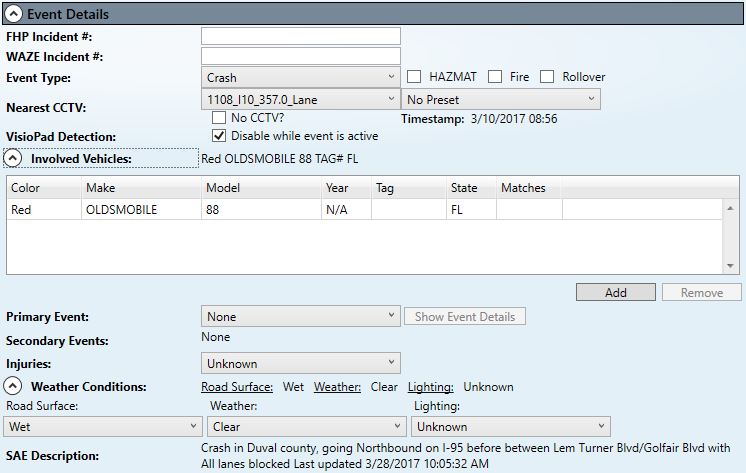 Event Details
FHP Incident #:
WAZE Incident #:
Event Type: Crash HAZMAT Fire Rollover
Nearest CCTV: 1108_I10_357.0_Lane No Preset
No CCTV? Timestamp: 3/10/2017 08:56
VisioPad Detection: Disable while event is active
Involved Vehicles: Red OLDSMOBILE 88 TAG# FL
Color Make Model Year Tag State Matches
Red OLDSMOBILE 88 N/A FL
Add Remove
Primary Event: None Show Event Details
Secondary Events: None
Injuries: Unknown
Weather Conditions: Road Surface: Wet Weather: Clear Lighting: Unknown
Road Surface: Weather: Lighting:
Wet Clear Unknown
SAE Description: Crash in Duval county, going Northbound on I-95 before between Lem Turner Blvd/Golfair Blvd with
All lanes blocked Last updated 3/28/2017 10:05:32 AM